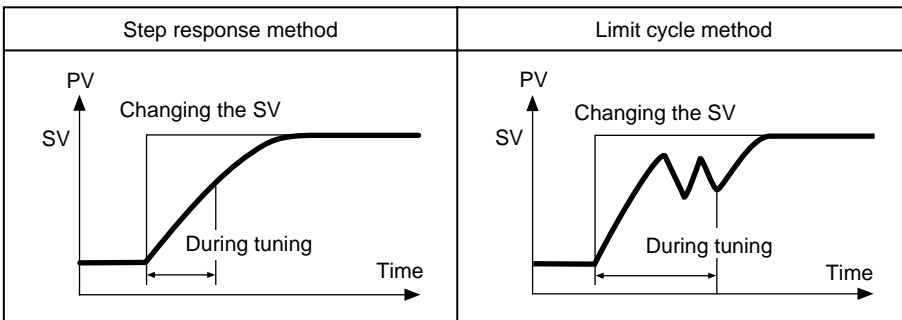 Step response method
Limit cycle method
PV
Changing the SV
SV
During tuning
Time
PV
Changing the SV
SV
During tuning
Time